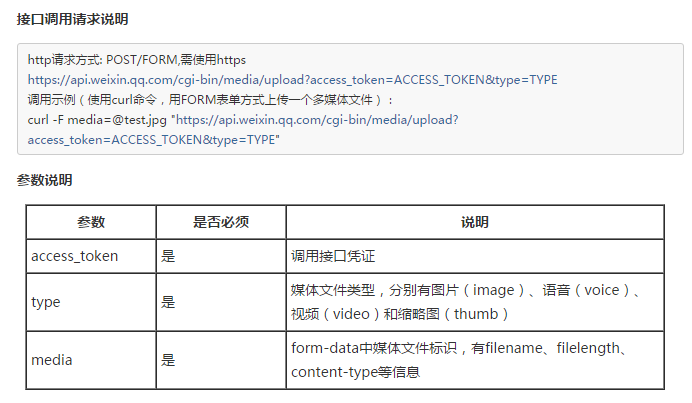 接口调用请求说明
http请求方式: POST/FORM,需使用https
https://api.weixin.qq.com/cgi-bin/media/upload?access_token=ACCESS_TOKEN&type=TYPE
调用示例（使用curl命令，用FORM表单方式上传一个多媒体文件）：
curl -F media=@test.jpg "https://api.weixin.qq.com/cgi-bin/media/upload?
access_token=ACCESS_TOKEN&type=TYPE"
参数说明
参数 是否必须 说明
access_token 是 调用接口凭证
type 是 媒体文件类型，分别有图片（image）、语音（voice）、
视频（video）和缩略图（thumb）
media 是 form-data中媒体文件标识，有filename、filelength、
content-type等信息